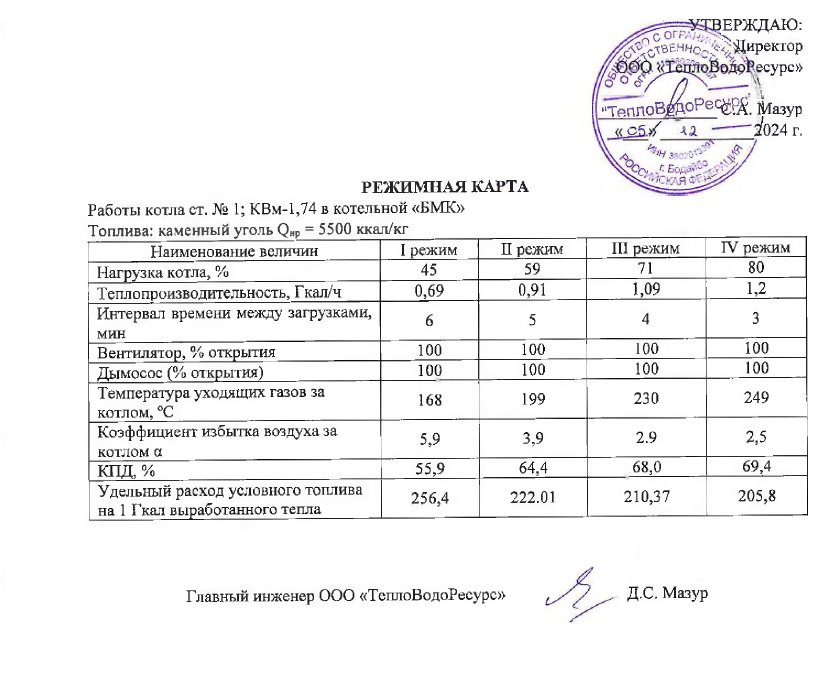 УТВЕРЖДАЮ:
Директор
ООО «ТеплоВодоРесурс»
С.А. Мазур
«06» 12 2024 г.
ОБЩЕСТВО С ОГРАНИЧЕННОЙ
ОТВЕТСТВЕННОСТЬЮ
"ТеплоВодоРесурс"
г. Бодайбо
РОССИЙСКАЯ ФЕДЕРАЦИЯ
РЕЖИМНАЯ КАРТА
Работы котла ст. № 1; КВм-1,74 в котельной «БМК»
Топлива: каменный уголь Qнр = 5500 ккал/кг
Наименование величин I режим II режим III режим IV режим
Нагрузка котла, % 45 59 71 80
Теплопроизводительность, Гкал/ч 0,69 0,91 1,09 1,2
Интервал времени между загрузками,
мин 6 5 4 3
Вентилятор, % открытия 100 100 100 100
Дымосос (% открытия) 100 100 100 100
Температура уходящих газов за
котлом, ºС 168 199 230 249
Коэффициент избытка воздуха за
котлом α 5,9 3,9 2.9 2,5
КПД, % 55,9 64,4 68,0 69,4
Удельный расход условного топлива
на 1 Гкал выработанного тепла 256,4 222.01 210,37 205,8
Главный инженер ООО «ТеплоВодоРесурс» Д.С. Мазур